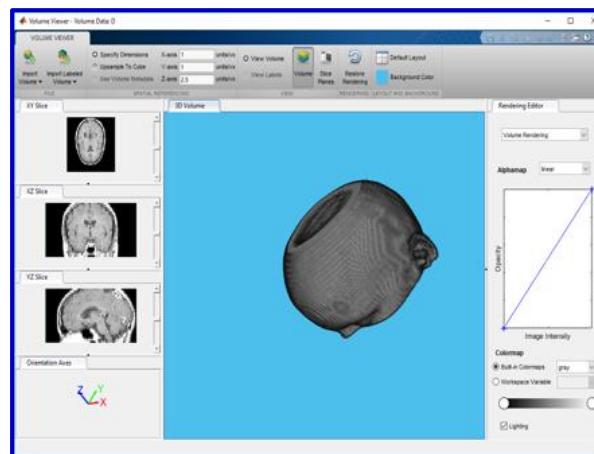 Volume Viewer - Volume Data: D
VOLUME VIEWER
Import Volume
Import Labeled Volume
Specify Dimensions
Upsample To Cube
Use Volume Metadata
X-axis 1 units/vx
Y-axis 1 units/vx
Z-axis 2.5 units/vx
View Volume
View Labels
Volume
Slice Planes
Restore Rendering
Default Layout
Background Color
FILE
SPATIAL REFERENCING
VIEW
RENDERING
LAYOUT AND BACKGROUND
XY Slice
3D Volume
Rendering Editor
Volume Rendering
Alphamap linear
XZ Slice
Opacity
YZ Slice
Image Intensity
Colormap
Built-in Colormaps gray
Workspace Variable
Lighting
Orientation Axes
Z
Y
X